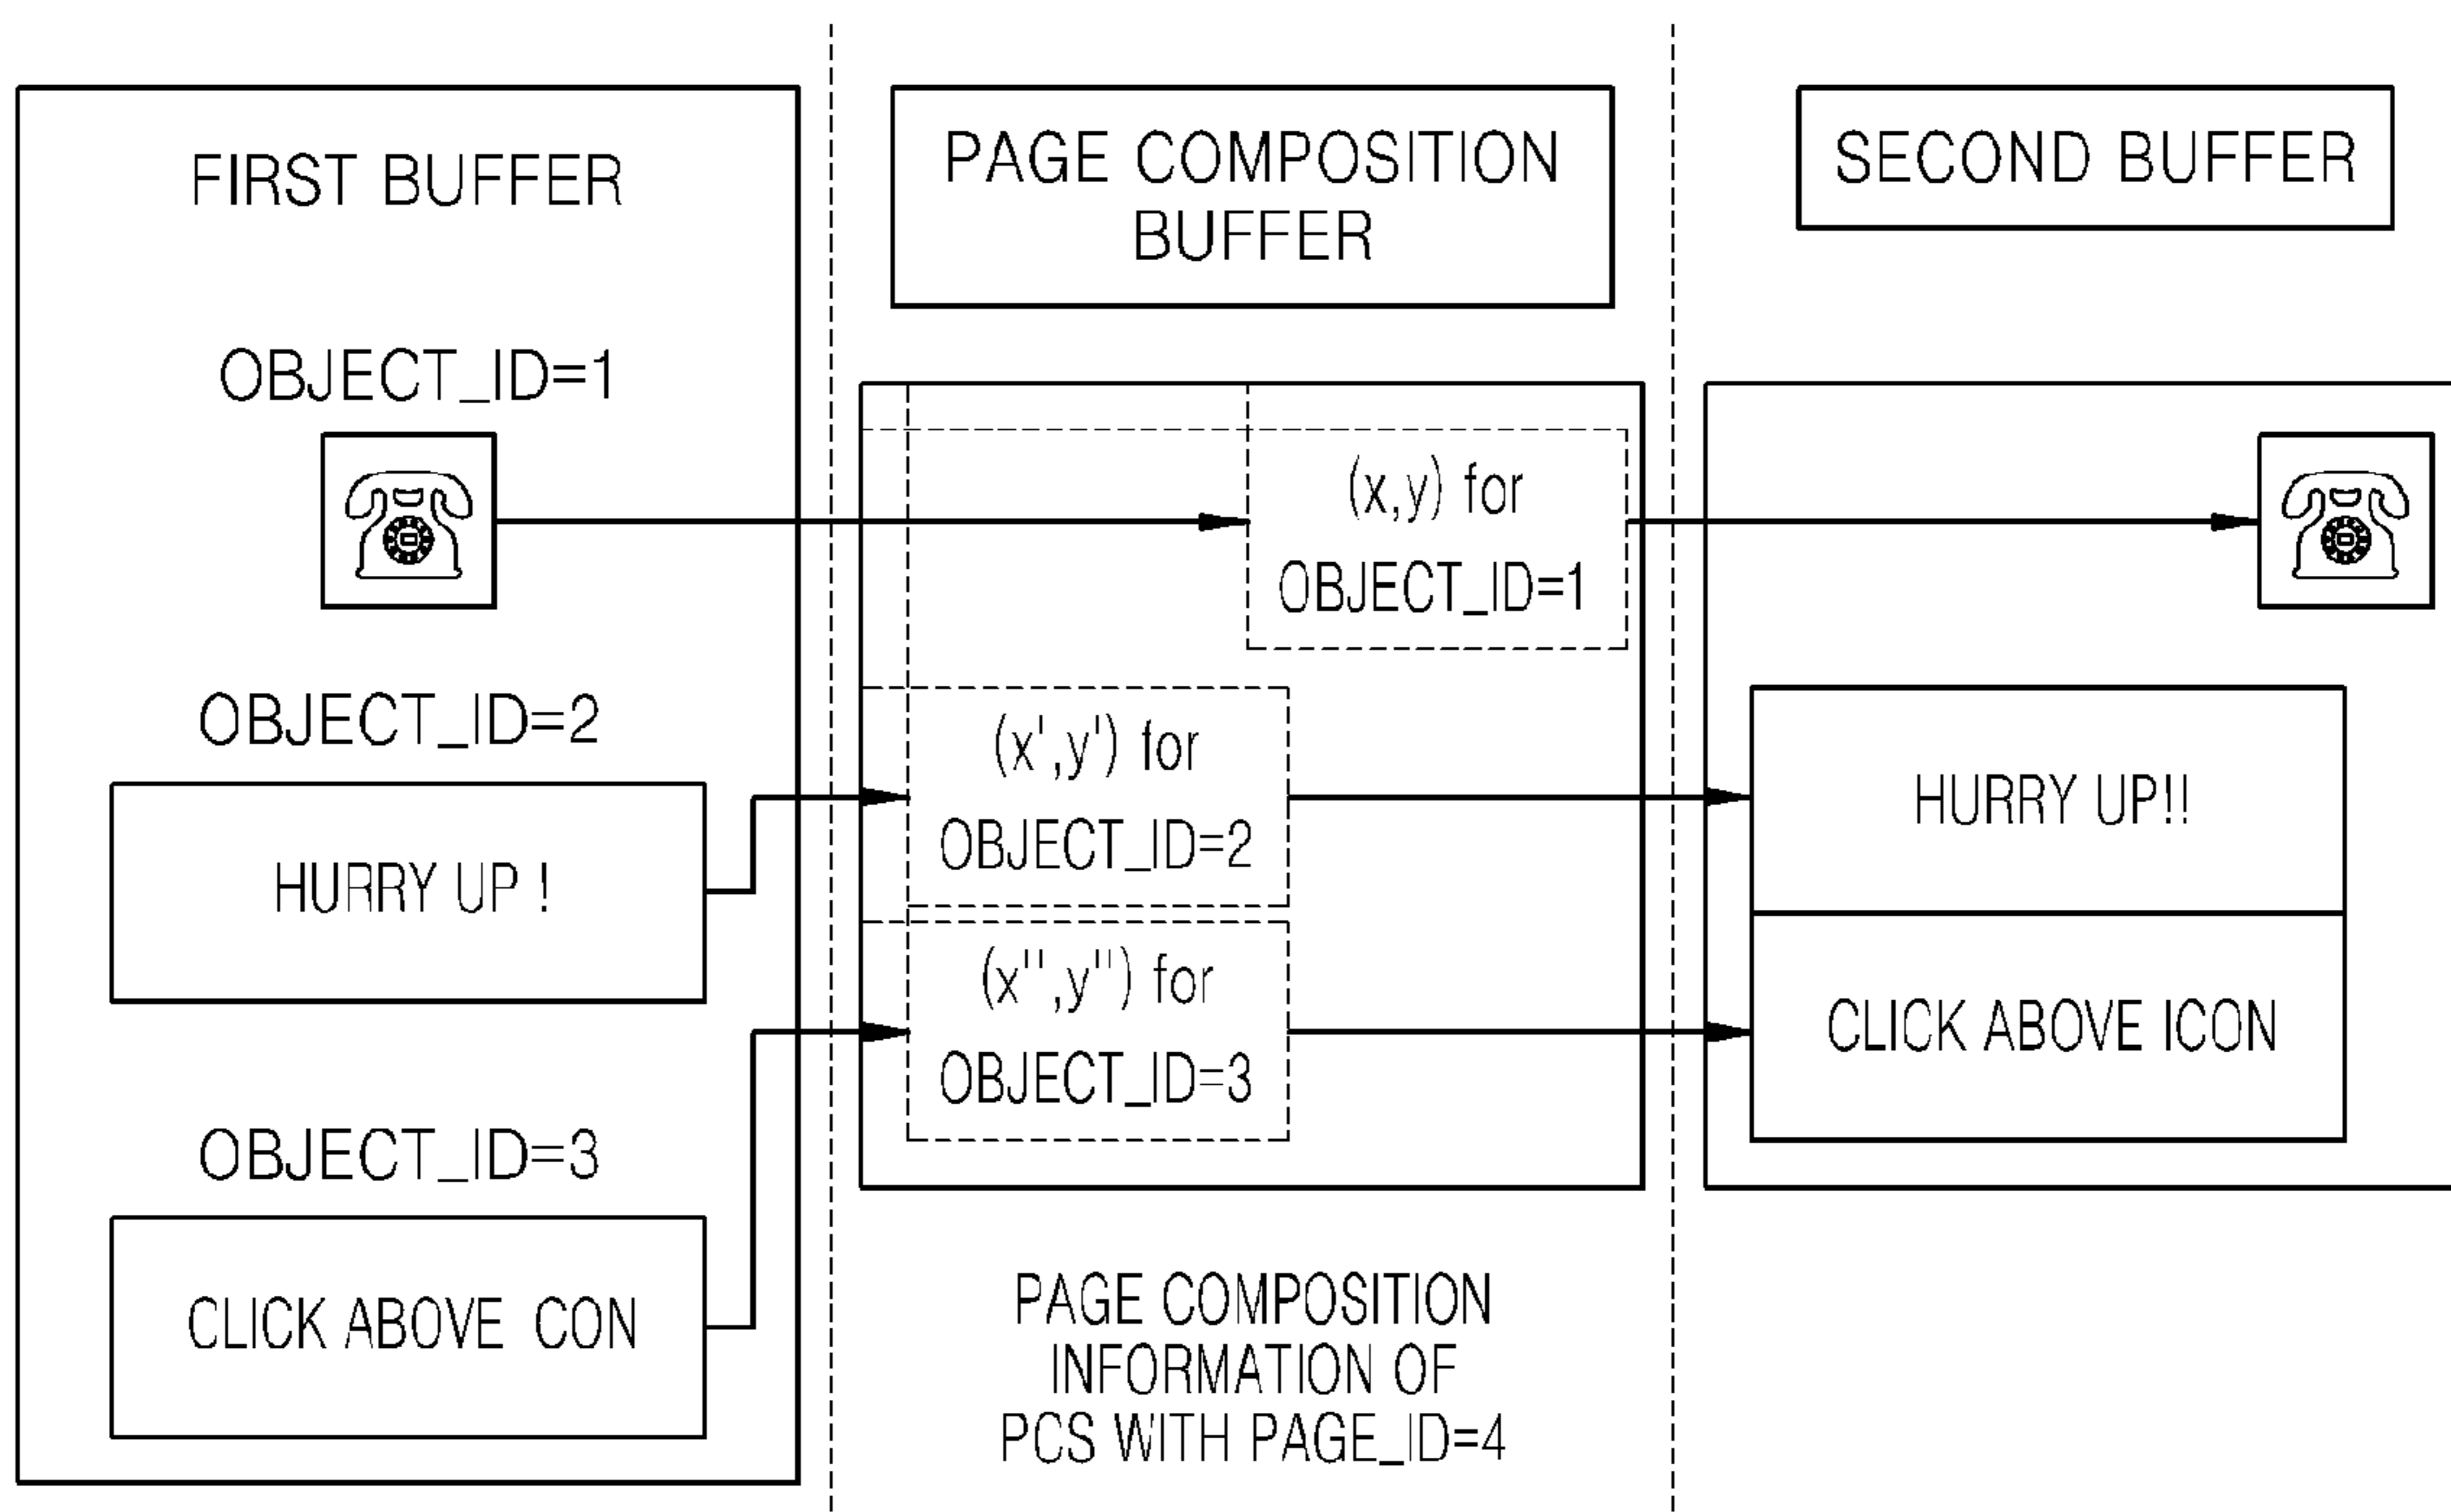 FIRST BUFFER
OBJECT_ID=1
OBJECT_ID=2
HURRY UP !
OBJECT_ID=3
CLICK ABOVE CON
PAGE COMPOSITION
BUFFER
(x,y) for
OBJECT_ID=1
(x',y') for
OBJECT_ID=2
(x",y") for
OBJECT_ID=3
PAGE COMPOSITION
INFORMATION OF
PCS WITH PAGE_ID=4
SECOND BUFFER
HURRY UP!!
CLICK ABOVE ICON